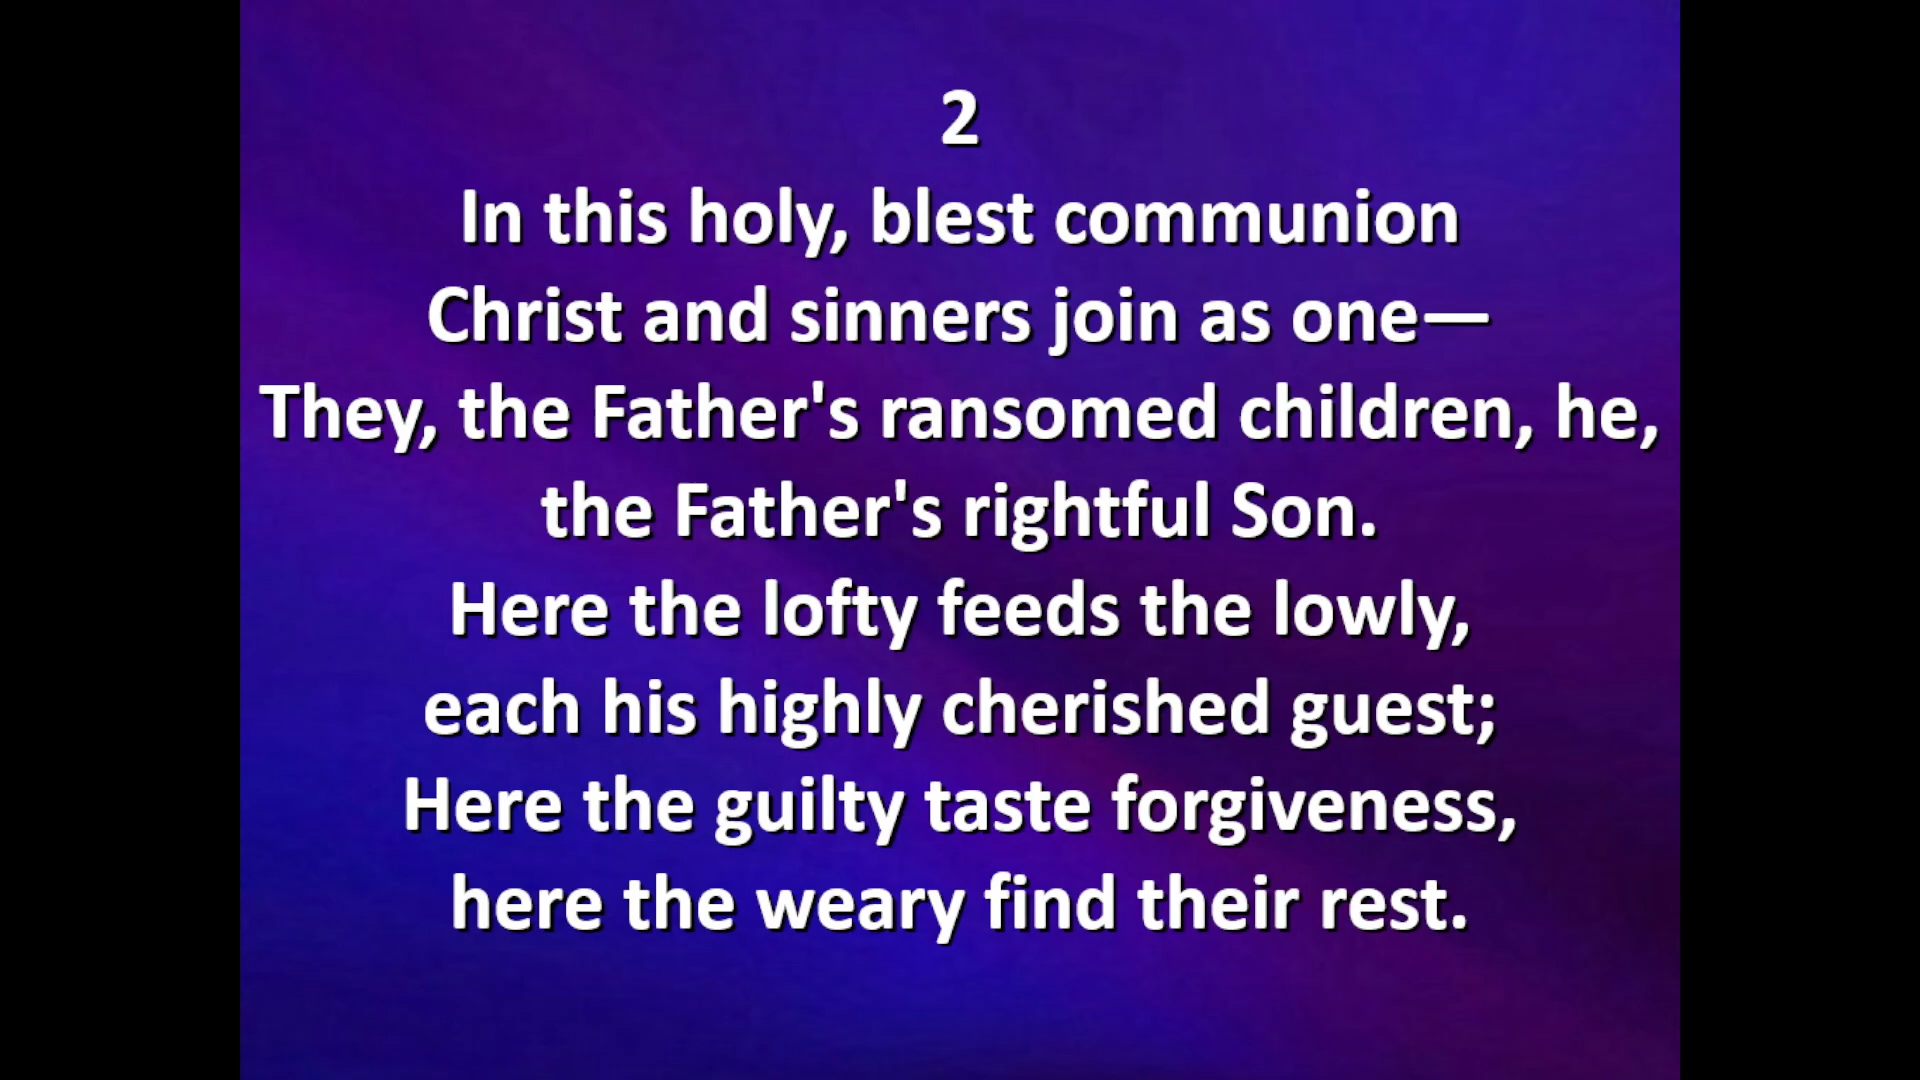 2
In this holy, blest communion
Christ and sinners join as one—
They, the Father's ransomed children, he,
the Father's rightful Son.
Here the lofty feeds the lowly,
each his highly cherished guest;
Here the guilty taste forgiveness,
here the weary find their rest.